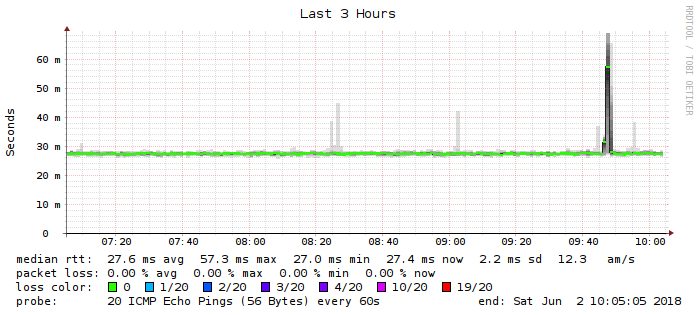 Last 3 Hours
RRDTOOL / TOBI OETIKER
Seconds
60 m
50 m
40 m
30 m
20 m
10 m
0
07:20 07:40 08:00 08:20 08:40 09:00 09:20 09:40 10:00
median rtt: 27.6 ms avg 57.3 ms max 27.0 ms min 27.4 ms now 2.2 ms sd 12.3 am/s
packet loss: 0.00 % avg 0.00 % max 0.00 % min 0.00 % now
loss color: 0 1/20 2/20 3/20 4/20 10/20 19/20
probe: 20 ICMP Echo Pings (56 Bytes) every 60s end: Sat Jun 2 10:05:05 2018